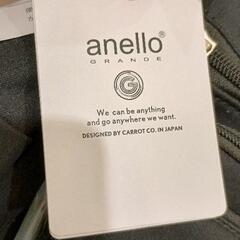 anello®
GRANDE
G
We can be anything
and go anywhere we want.
DESIGNED BY CARROT CO. IN JAPAN